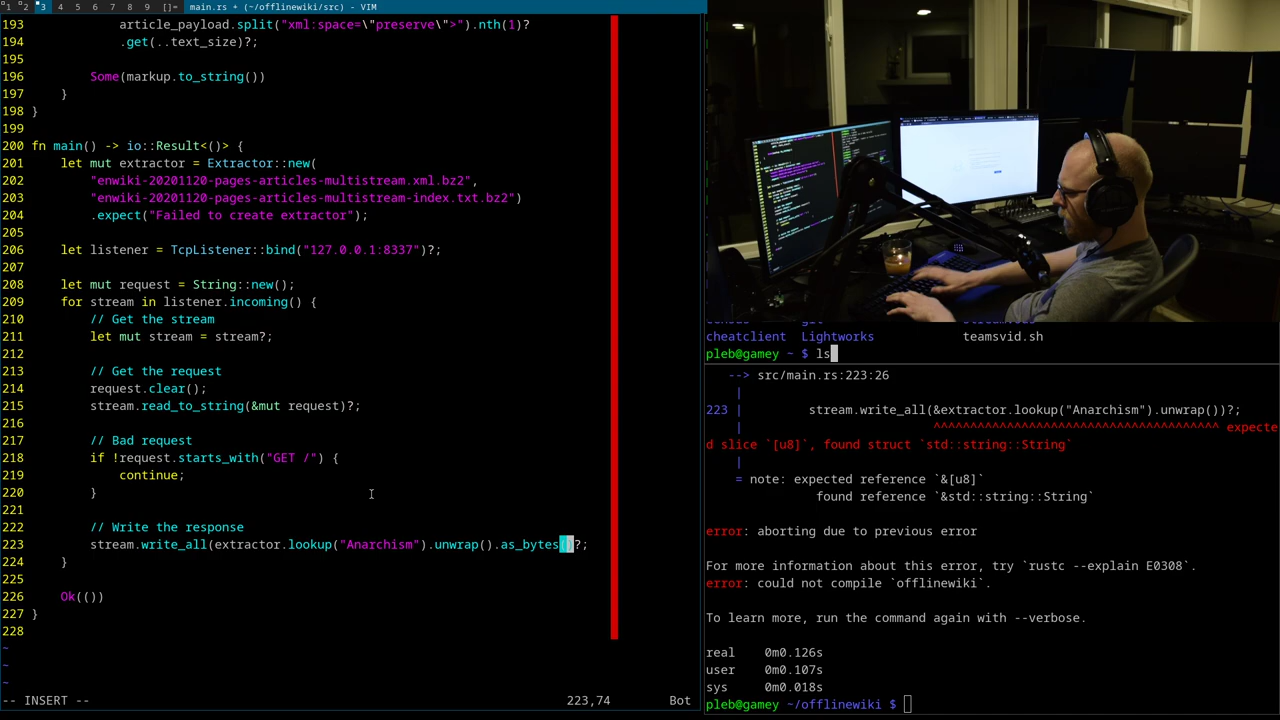 1 2 3 4 5 6 7 8 9 []= main.rs + (~/offlinewiki/src) - VIM
193 article_payload.split("xml:space=\"preserve\">").nth(1)?
194 .get(..text_size)?;
195
196 Some(markup.to_string())
197 }
198 }
199
200 fn main() -> io::Result<()> {
201 let mut extractor = Extractor::new(
202 "enwiki-20201120-pages-articles-multistream.xml.bz2",
203 "enwiki-20201120-pages-articles-multistream-index.txt.bz2")
204 .expect("Failed to create extractor");
205
206 let listener = TcpListener::bind("127.0.0.1:8337")?;
207
208 let mut request = String::new();
209 for stream in listener.incoming() {
210 // Get the stream
211 let mut stream = stream?;
212
213 // Get the request
214 request.clear();
215 stream.read_to_string(&mut request)?;
216
217 // Bad request
218 if !request.starts_with("GET /") {
219 continue;
220 }
221
222 // Write the response
223 stream.write_all(extractor.lookup("Anarchism").unwrap().as_bytes()?;
224 }
225
226 Ok(())
227 }
228
~
~
~
-- INSERT -- 223,74 Bot
cheatclient Lightworks teamsvid.sh
pleb@gamey ~ $ ls
--> src/main.rs:223:26
|
223 | stream.write_all(&extractor.lookup("Anarchism").unwrap())?;
| ^^^^^^^^^^^^^^^^^^^^^^^^^^^^^^^^^^^^^^^ expecte
d slice `[u8]`, found struct `std::string::String`
|
= note: expected reference `&[u8]`
found reference `&std::string::String`
error: aborting due to previous error
For more information about this error, try `rustc --explain E0308`.
error: could not compile `offlinewiki`.
To learn more, run the command again with --verbose.
real 0m0.126s
user 0m0.107s
sys 0m0.018s
pleb@gamey ~/offlinewiki $